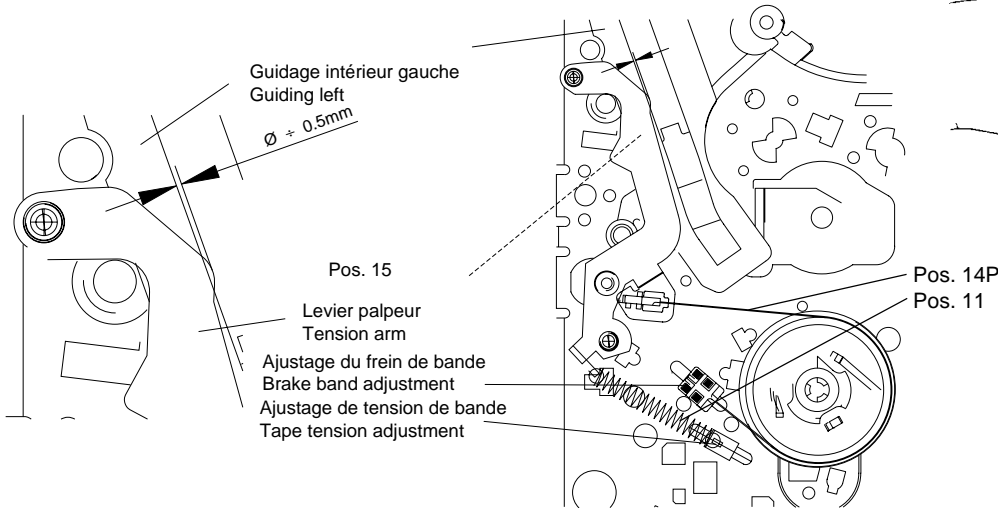 Guidage intérieur gauche
Guiding left
Ø ÷ 0.5mm
Pos. 15
Levier palpeur
Tension arm
Ajustage du frein de bande
Brake band adjustment
Ajustage de tension de bande
Tape tension adjustment
Pos. 14P
Pos. 11